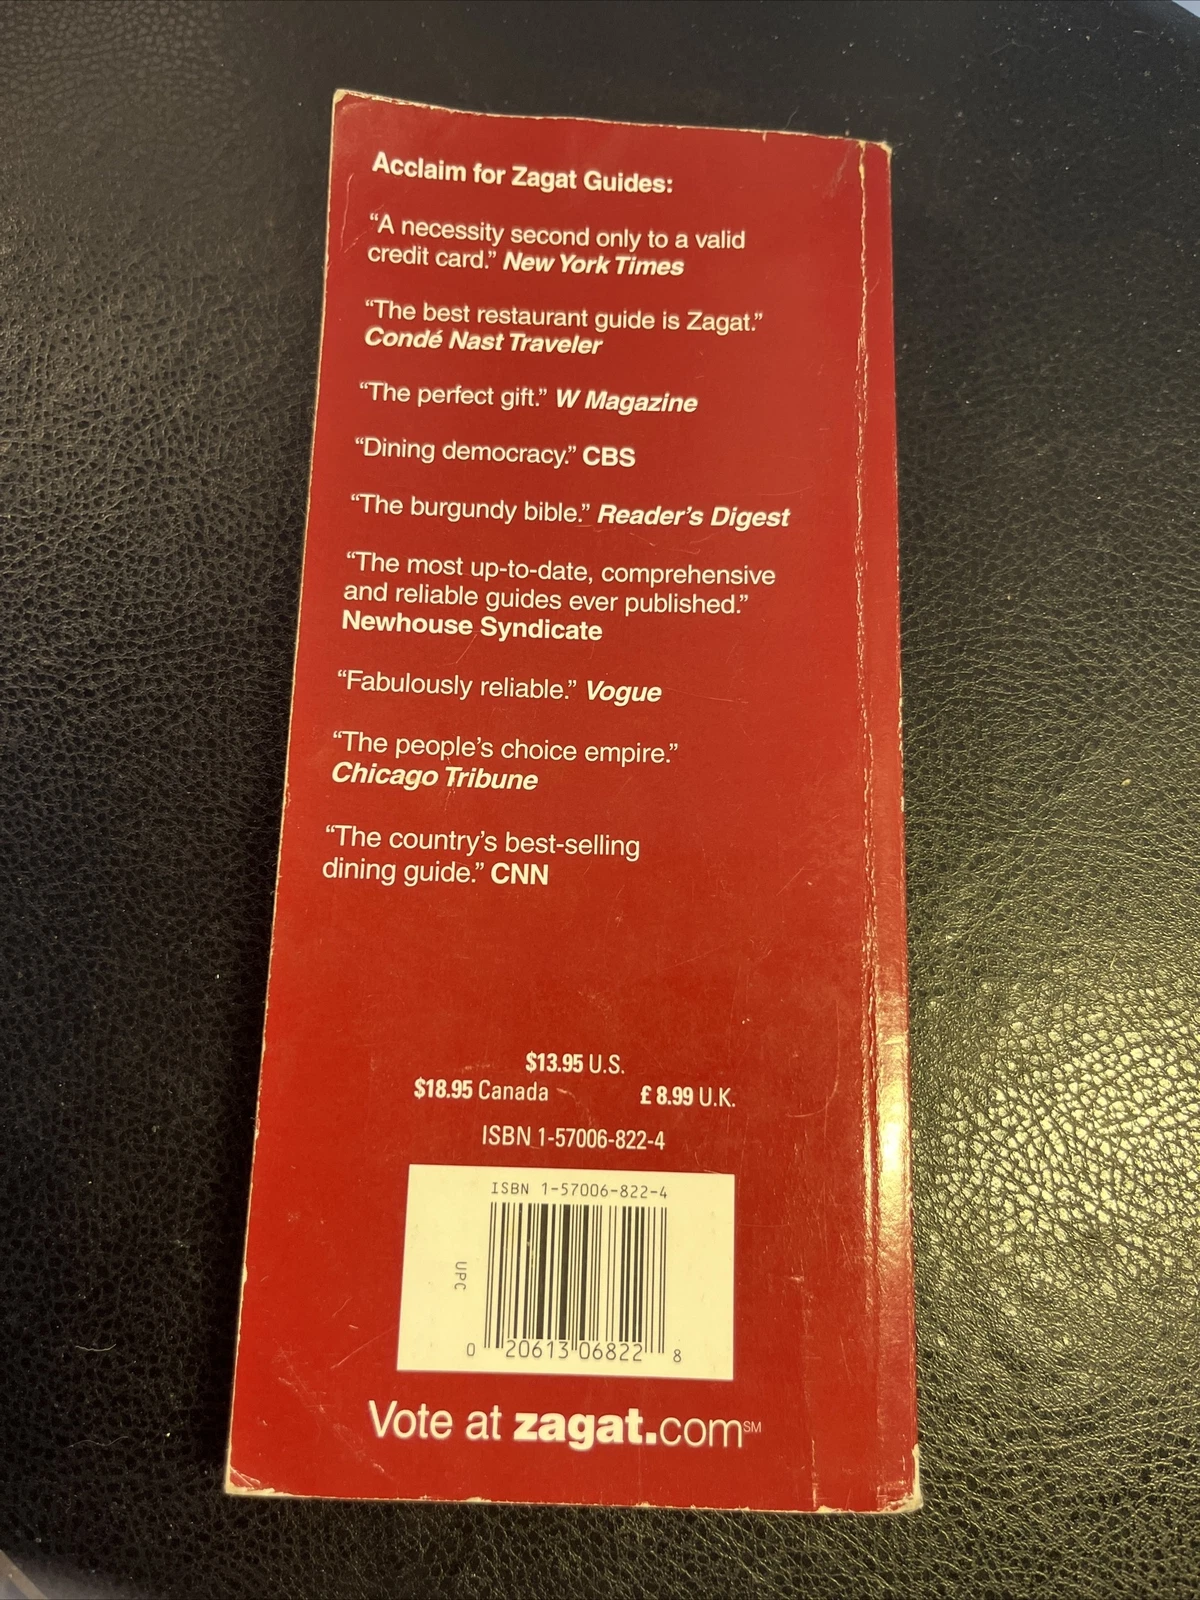 Acclaim for Zagat Guides:
“A necessity second only to a valid
credit card.” New York Times
“The best restaurant guide is Zagat.”
Condé Nast Traveler
“The perfect gift.” W Magazine
“Dining democracy.” CBS
“The burgundy bible.” Reader’s Digest
“The most up-to-date, comprehensive
and reliable guides ever published.”
Newhouse Syndicate
“Fabulously reliable.” Vogue
“The people’s choice empire.”
Chicago Tribune
“The country’s best-selling
dining guide.” CNN
$13.95 U.S.
$18.95 Canada £ 8.99 U.K.
ISBN 1-57006-822-4
ISBN 1-57006-822-4
UPC
0 20613 06822 8
Vote at zagat.com℠